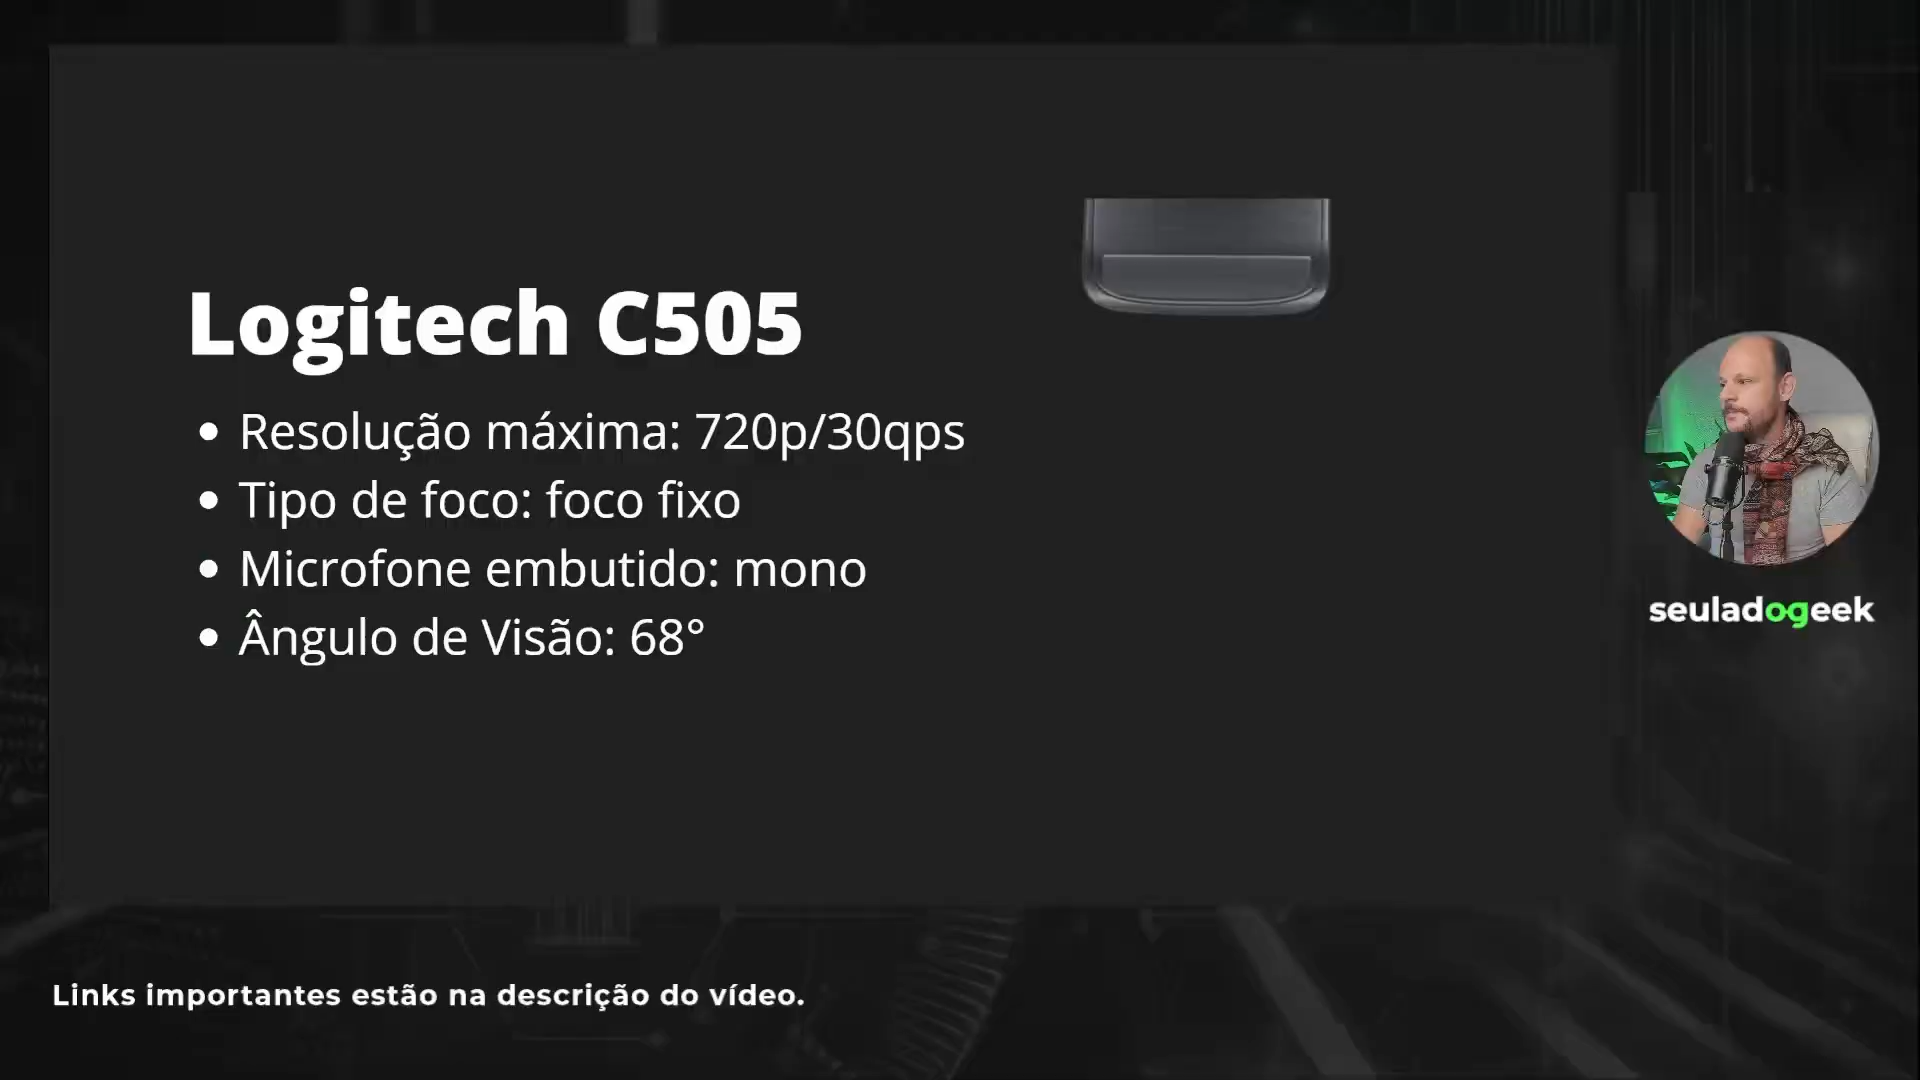 Logitech C505
• Resolução máxima: 720p/30qps
• Tipo de foco: foco fixo
• Microfone embutido: mono
• Ângulo de Visão: 68°
seuladogeek
Links importantes estão na descrição do vídeo.